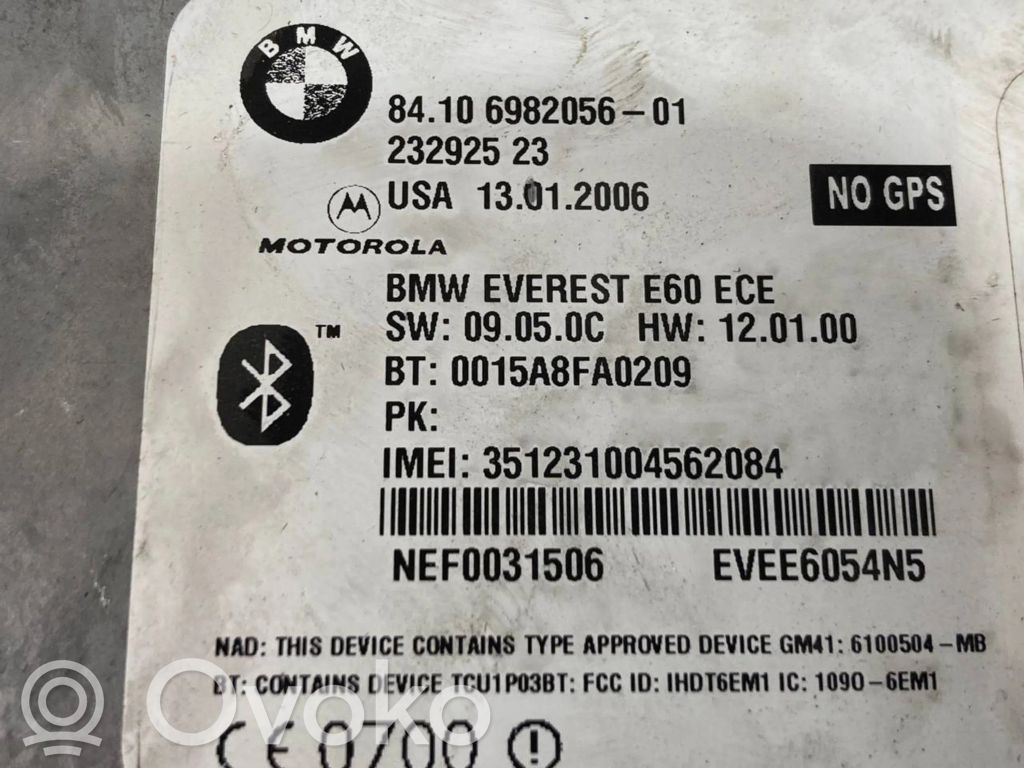 BMW
84.10 6982056-01
232925 23
USA 13.01.2006
NO GPS
MOTOROLA
BMW EVEREST E60 ECE
SW: 09.05.0C HW: 12.01.00
TM
BT: 0015A8FA0209
PK:
IMEI: 351231004562084
NEF0031506 EVEE6054N5
NAD: THIS DEVICE CONTAINS TYPE APPROVED DEVICE GM41: 6100504-MB
BT: CONTAINS DEVICE TCU1P03BT: FCC ID: IHDT6EM1 IC: 1090-6EM1
CE 0700 !
Ovoko